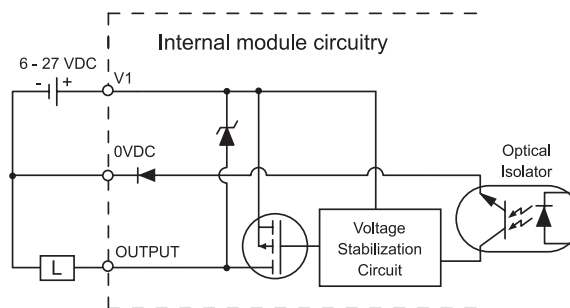 Internal module circuitry
6 - 27 VDC
- +
V1
0VDC
Optical
Isolator
Voltage
Stabilization
Circuit
OUTPUT
L